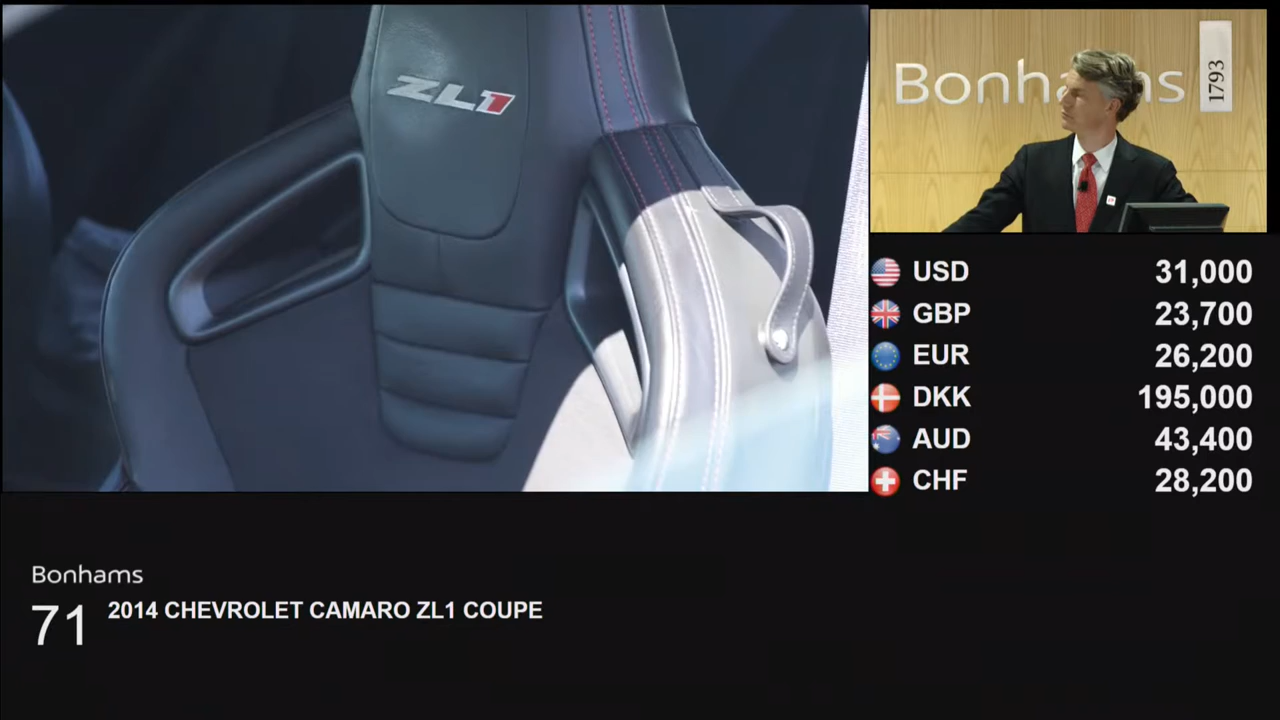 ZL1
Bonhams
1793
USD 31,000
GBP 23,700
EUR 26,200
DKK 195,000
AUD 43,400
CHF 28,200
Bonhams
71 2014 CHEVROLET CAMARO ZL1 COUPE